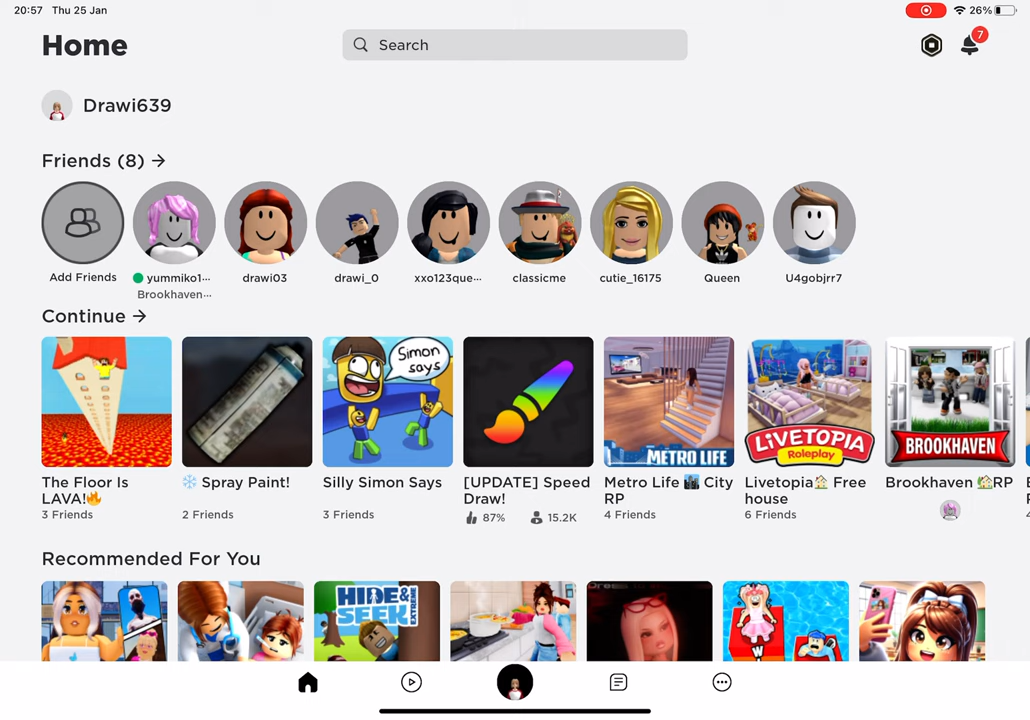 20:57 Thu 25 Jan
26%
Home
Search
7
Drawi639
Friends (8) →
Add Friends
yummiko1...
Brookhaven...
drawi03
drawi_0
xxo123que...
classicme
cutie_16175
Queen
U4gobjrr7
Continue →
Simon
says
METRO LIFE
LIVETOPIA
Roleplay
BROOKHAVEN
The Floor Is
LAVA!🔥
3 Friends
❄️ Spray Paint!
2 Friends
Silly Simon Says
3 Friends
[UPDATE] Speed
Draw!
87% 15.2K
Metro Life 🏙️ City
RP
4 Friends
Livetopia🏠 Free
house
6 Friends
Brookhaven 🏡RP
Recommended For You
HIDE &
SEEK
EXTREME